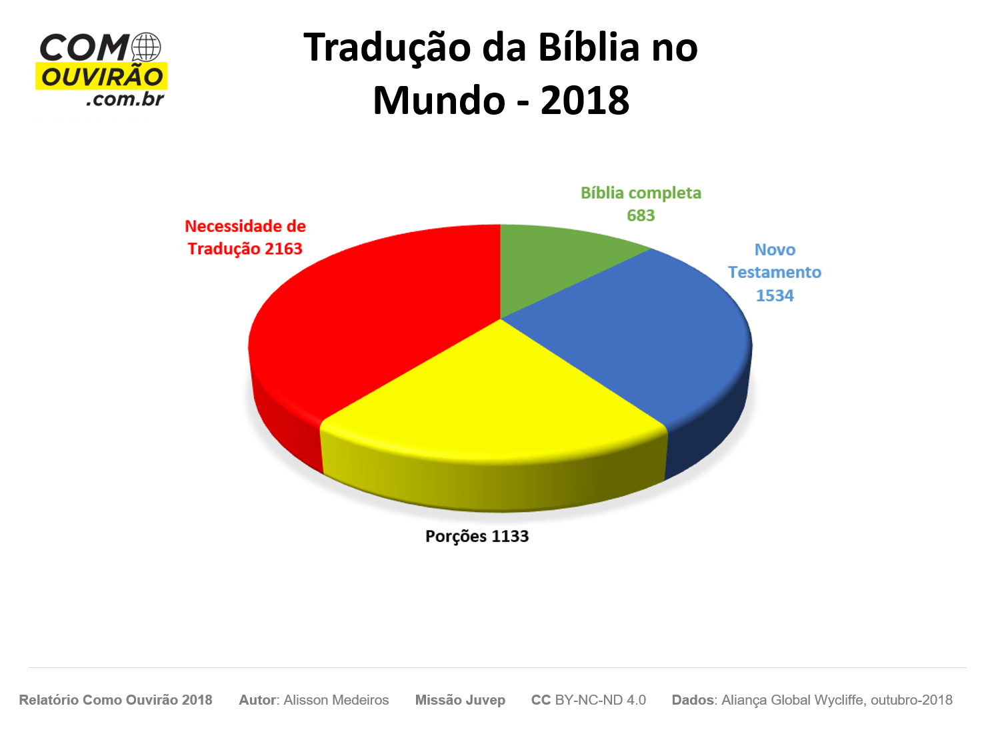 COMO
OUVIRÃO
.com.br
Tradução da Bíblia no
Mundo - 2018
Bíblia completa
683
Necessidade de
Tradução 2163
Novo
Testamento
1534
Porções 1133
Relatório Como Ouvirão 2018 Autor: Alisson Medeiros Missão Juvep CC BY-NC-ND 4.0 Dados: Aliança Global Wycliffe, outubro-2018